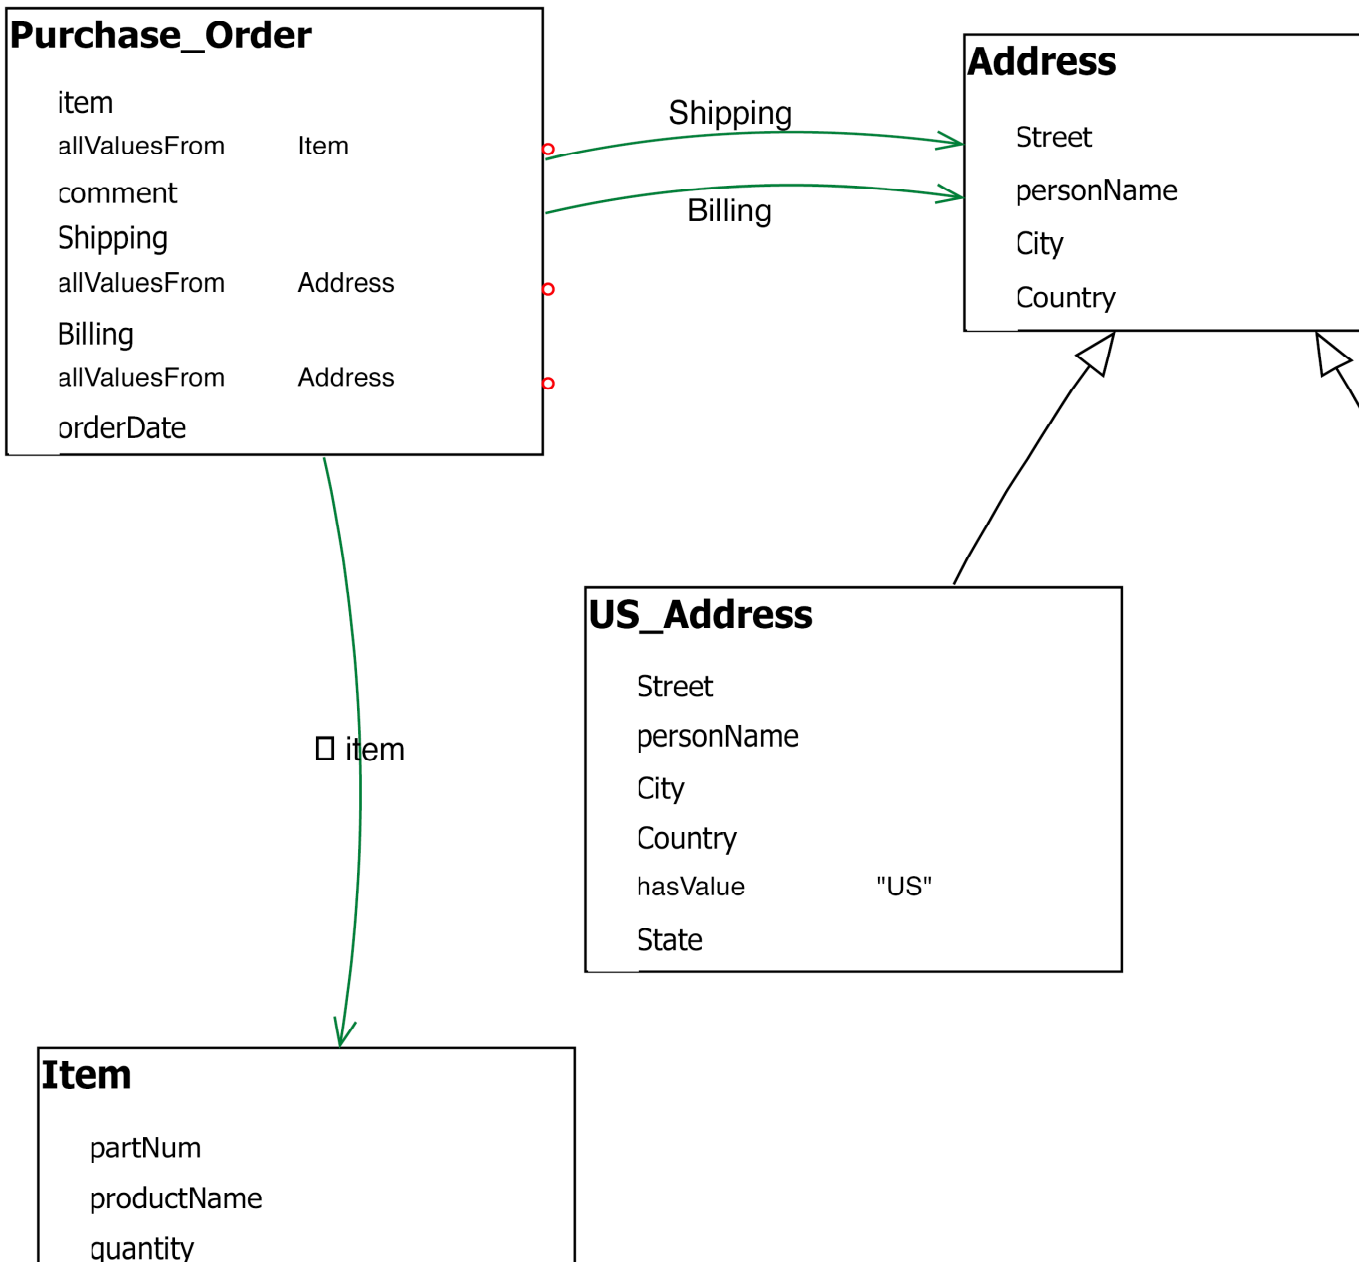 Purchase_Order
item
allValuesFrom Item
comment
Shipping
allValuesFrom Address
Billing
allValuesFrom Address
orderDate
Shipping
Billing
Address
Street
personName
City
Country
US_Address
Street
personName
City
Country
hasValue "US"
State
item
Item
partNum
productName
quantity